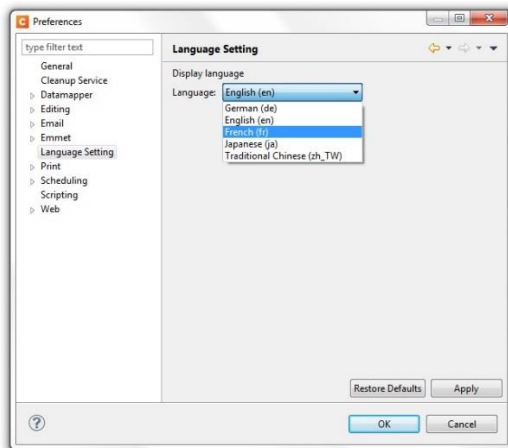 Preferences
type filter text
General
Cleanup Service
Datamapper
Editing
Email
Emmet
Language Setting
Print
Scheduling
Scripting
Web
Language Setting
Display language
Language: English (en)
German (de)
English (en)
French (fr)
Japanese (ja)
Traditional Chinese (zh_TW)
Restore Defaults Apply
OK Cancel